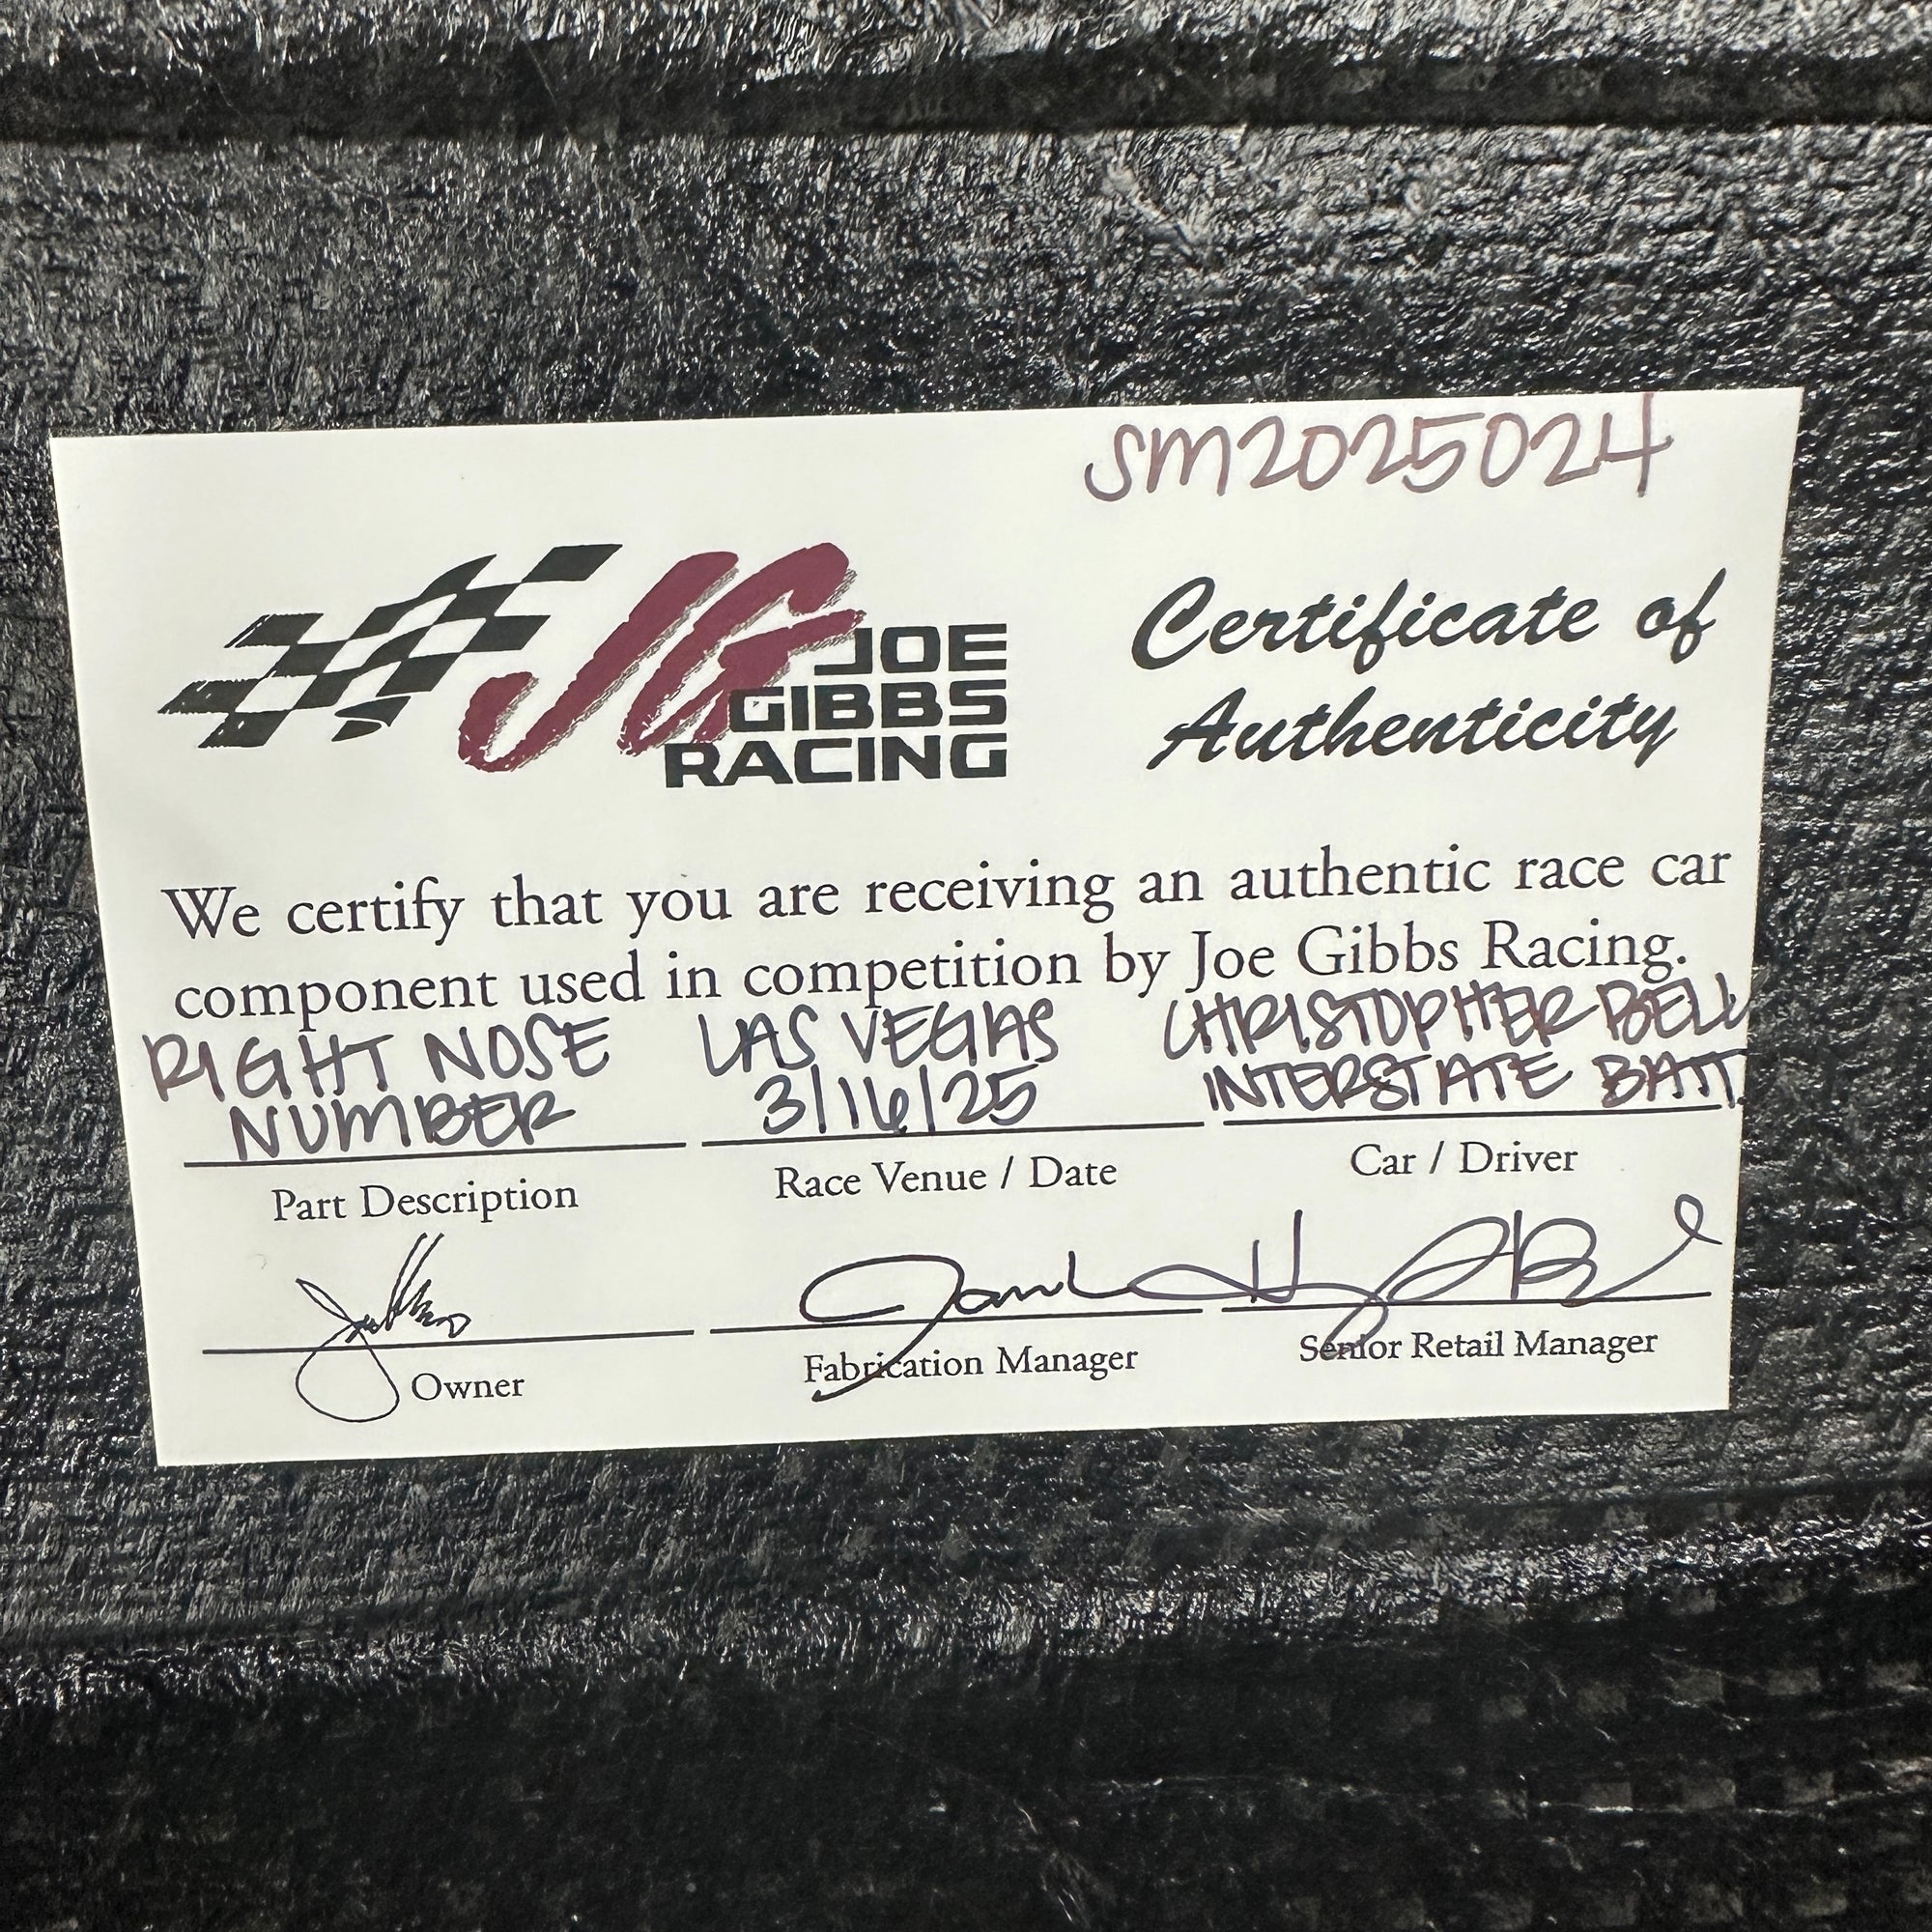 SM2025024
JG JOE
GIBBS
RACING
Certificate of
Authenticity
We certify that you are receiving an authentic race car
component used in competition by Joe Gibbs Racing.
RIGHT NOSE
NUMBER
Part Description
LAS VEGAS
3/16/25
Race Venue / Date
CHRISTOPHER BELL
INTERSTATE BATT.
Car / Driver
Owner
Fabrication Manager
Senior Retail Manager